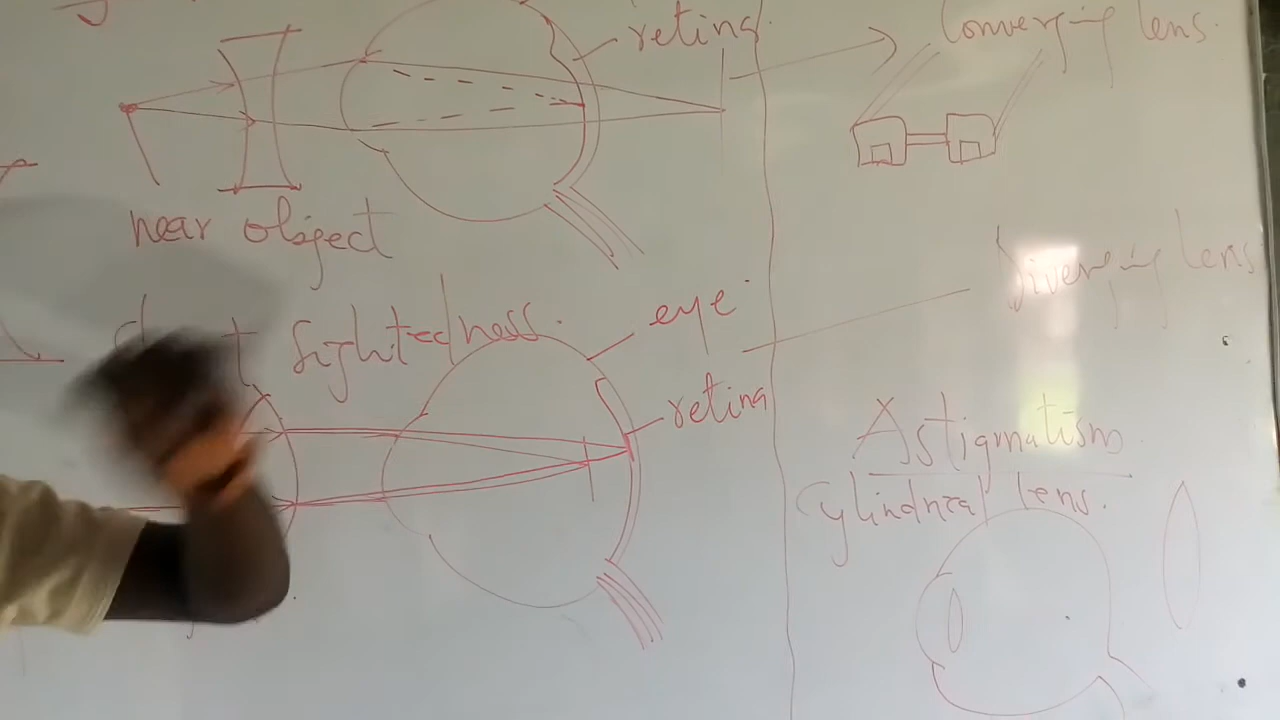 retina
Converging lens.
near object
Diverging lens
sightedness.
eye
retina
Astigmatism
Cylindrical lens.